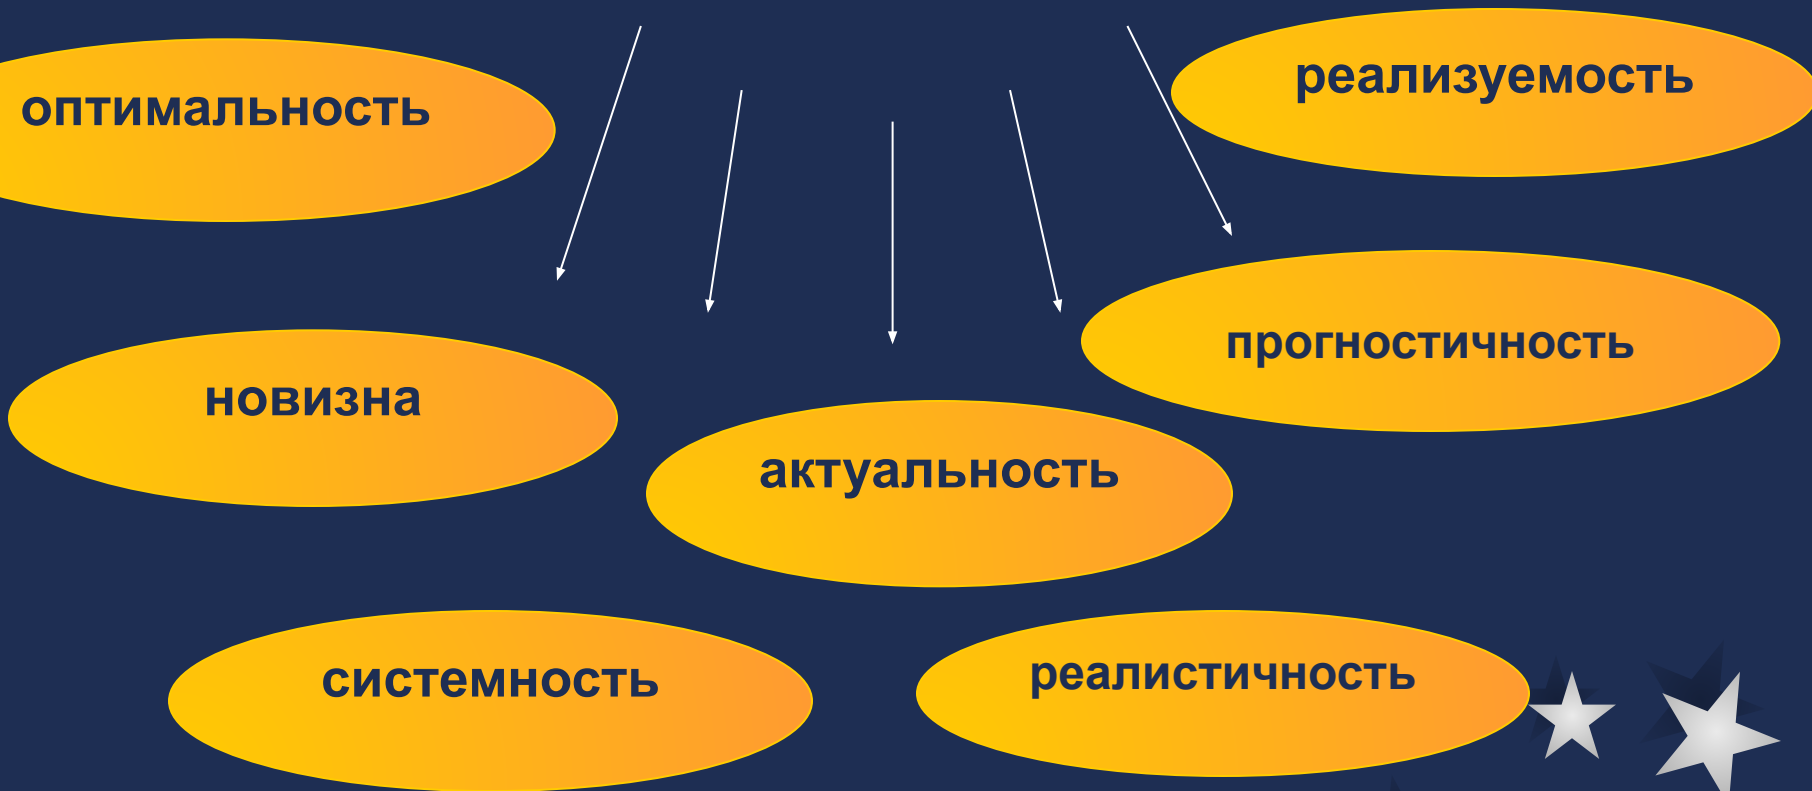 оптимальность
реализуемость
новизна
прогностичность
актуальность
системность
реалистичность